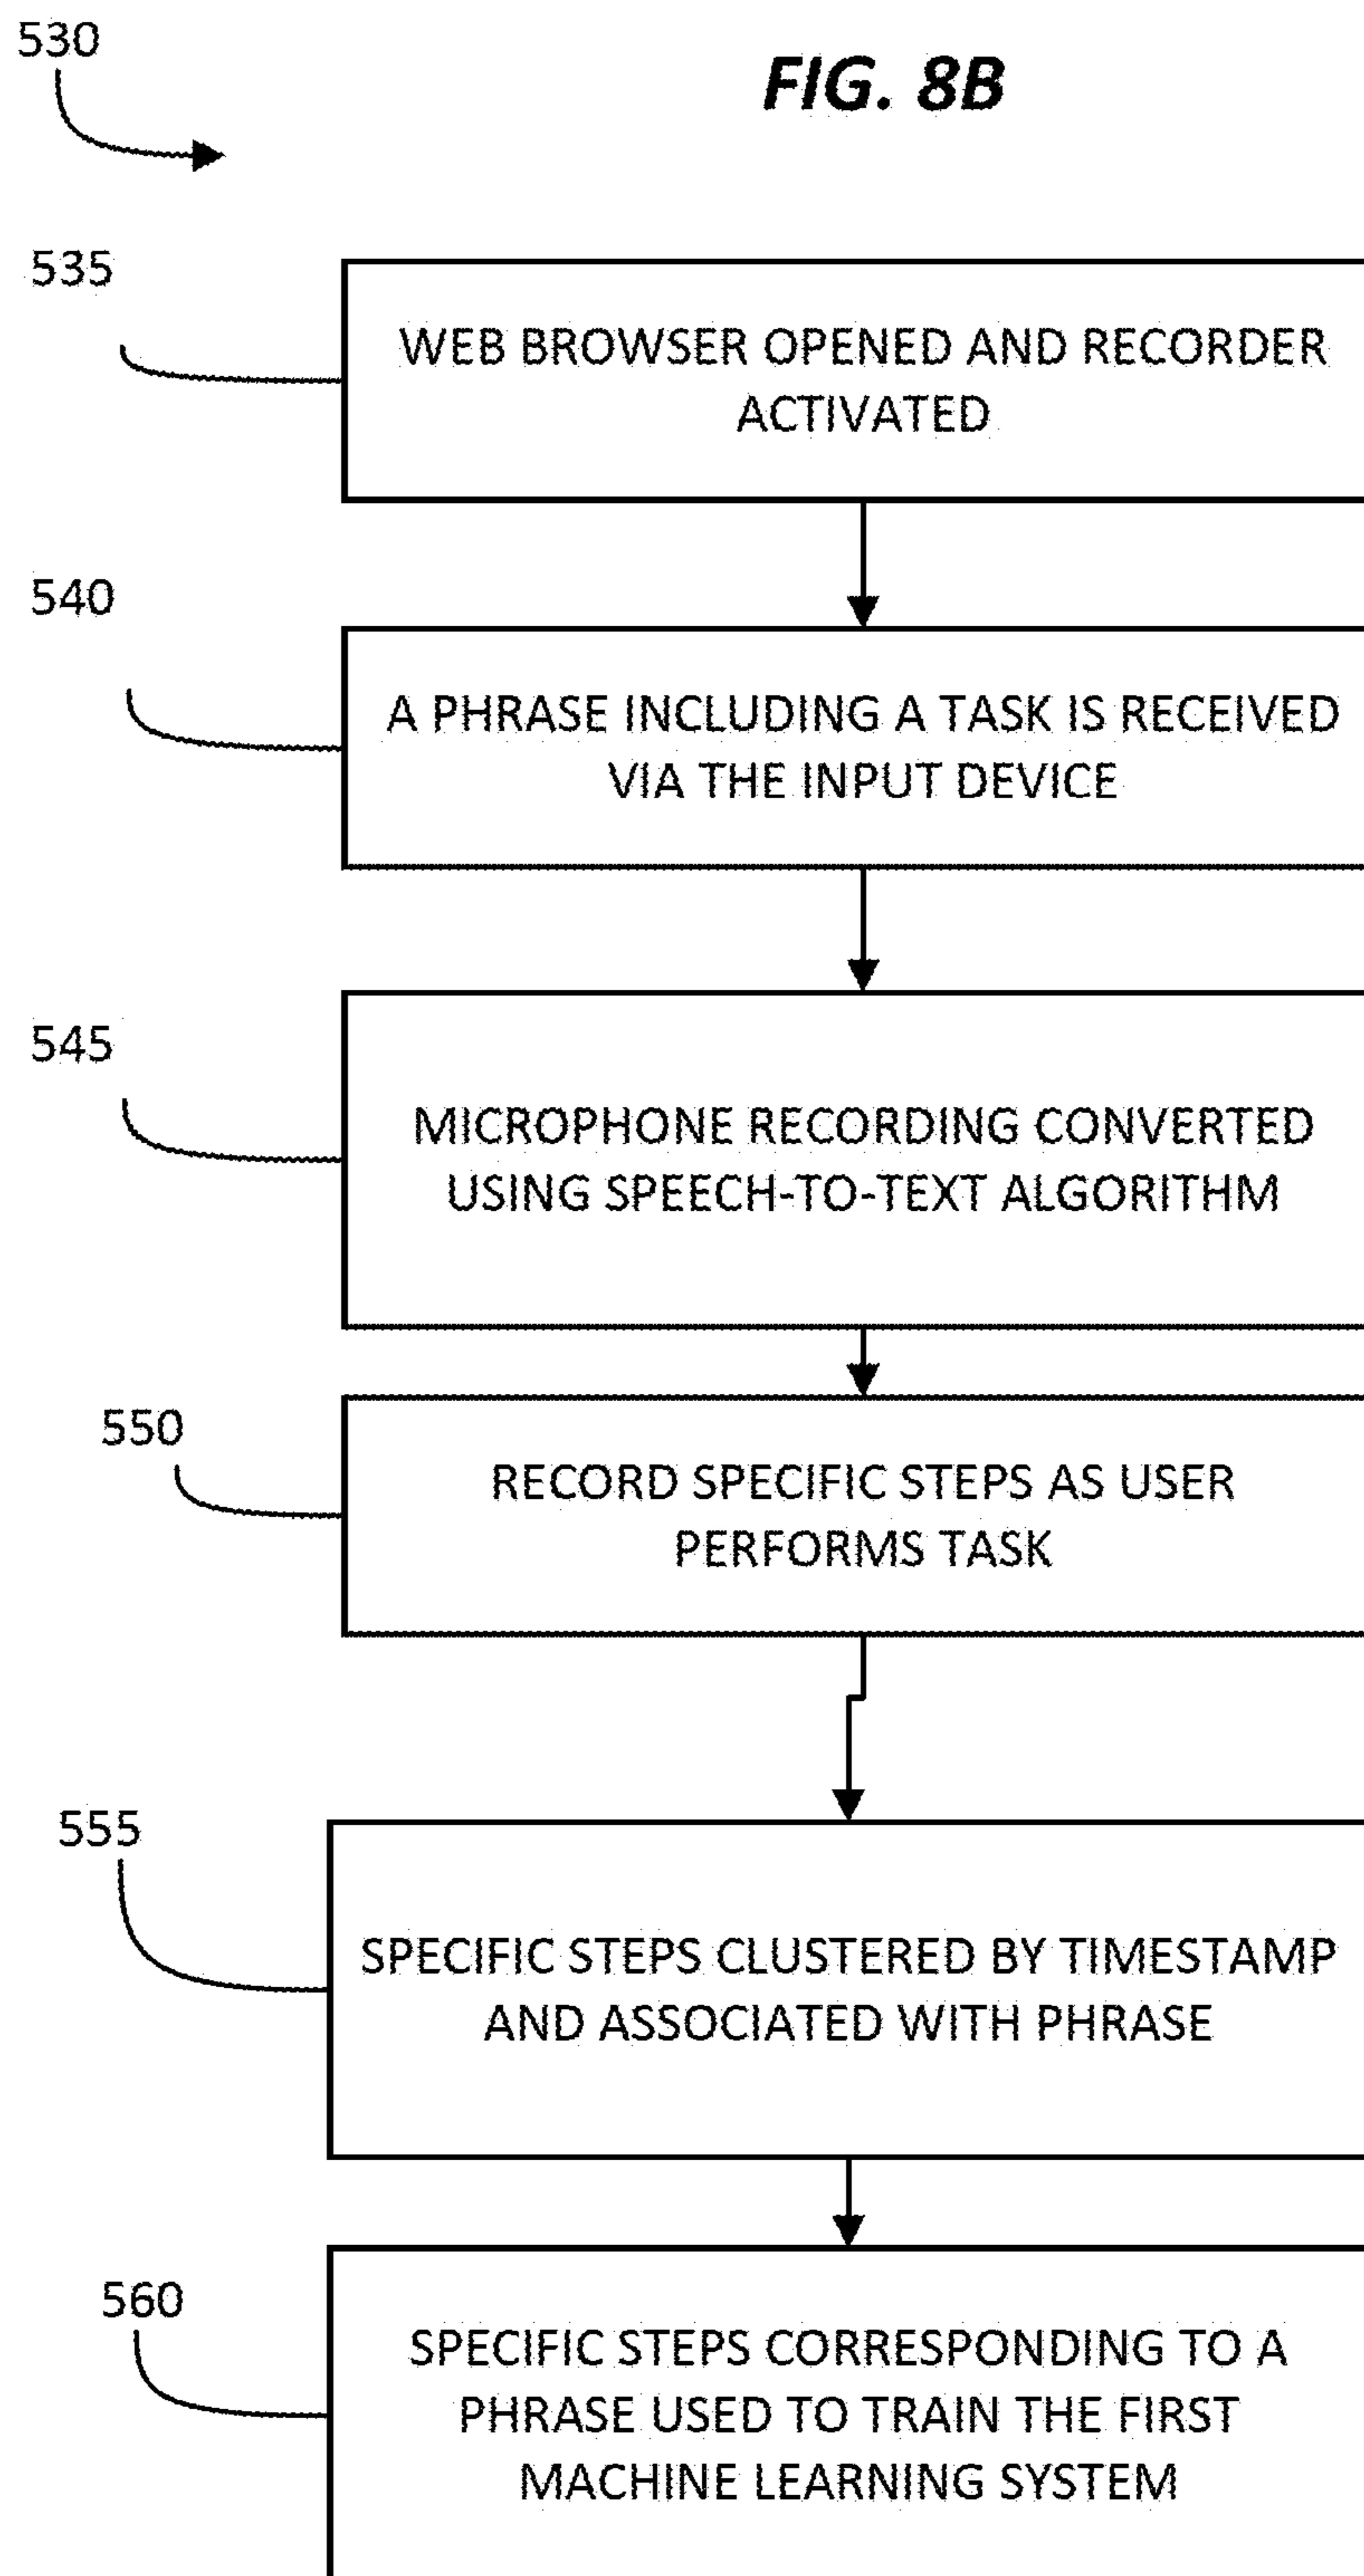 530
FIG. 8B
535
WEB BROWSER OPENED AND RECORDER
ACTIVATED
540
A PHRASE INCLUDING A TASK IS RECEIVED
VIA THE INPUT DEVICE
545
MICROPHONE RECORDING CONVERTED
USING SPEECH-TO-TEXT ALGORITHM
550
RECORD SPECIFIC STEPS AS USER
PERFORMS TASK
555
SPECIFIC STEPS CLUSTERED BY TIMESTAMP
AND ASSOCIATED WITH PHRASE
560
SPECIFIC STEPS CORRESPONDING TO A
PHRASE USED TO TRAIN THE FIRST
MACHINE LEARNING SYSTEM